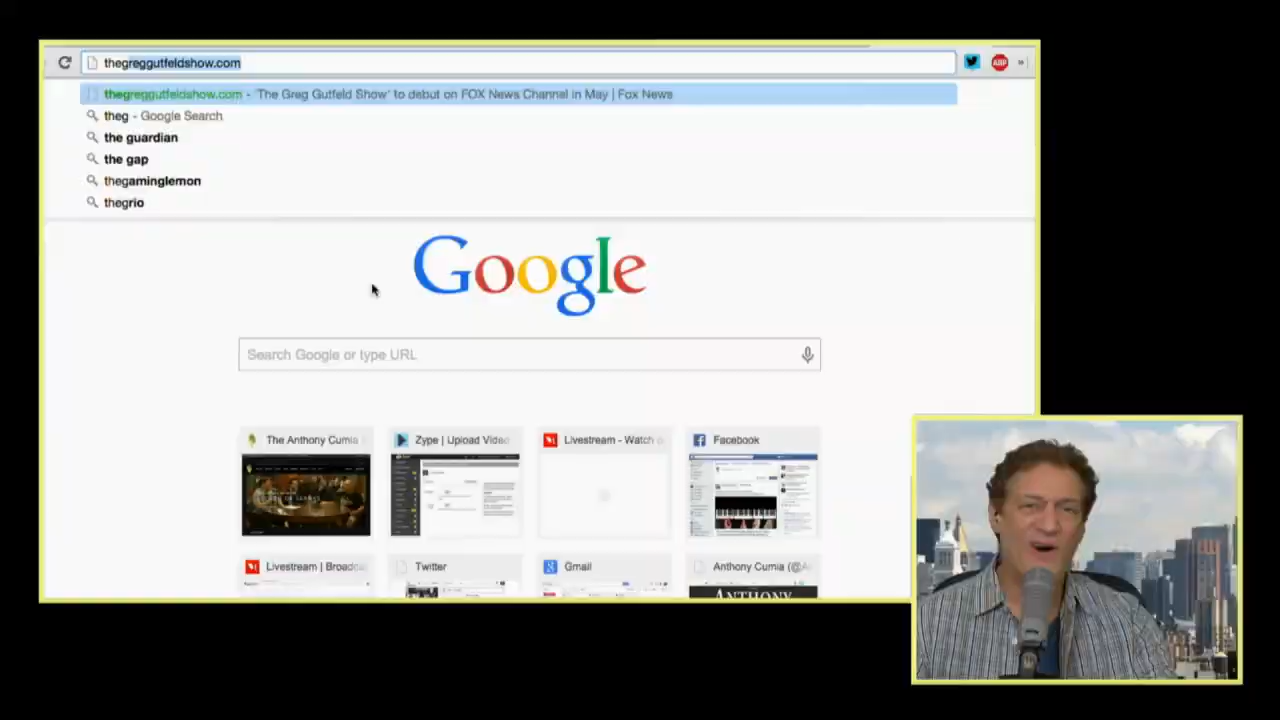 thegreggutfeldshow.com
ABP
»
thegreggutfeldshow.com - 'The Greg Gutfeld Show' to debut on FOX News Channel in May | Fox News
theg - Google Search
the guardian
the gap
thegaminglemon
thegrio
Google
Search Google or type URL
The Anthony Cumia
Zype | Upload Video
Livestream - Watch
Facebook
Livestream | Broadca
Twitter
Gmail
Anthony Cumia (@A
ANTHONY